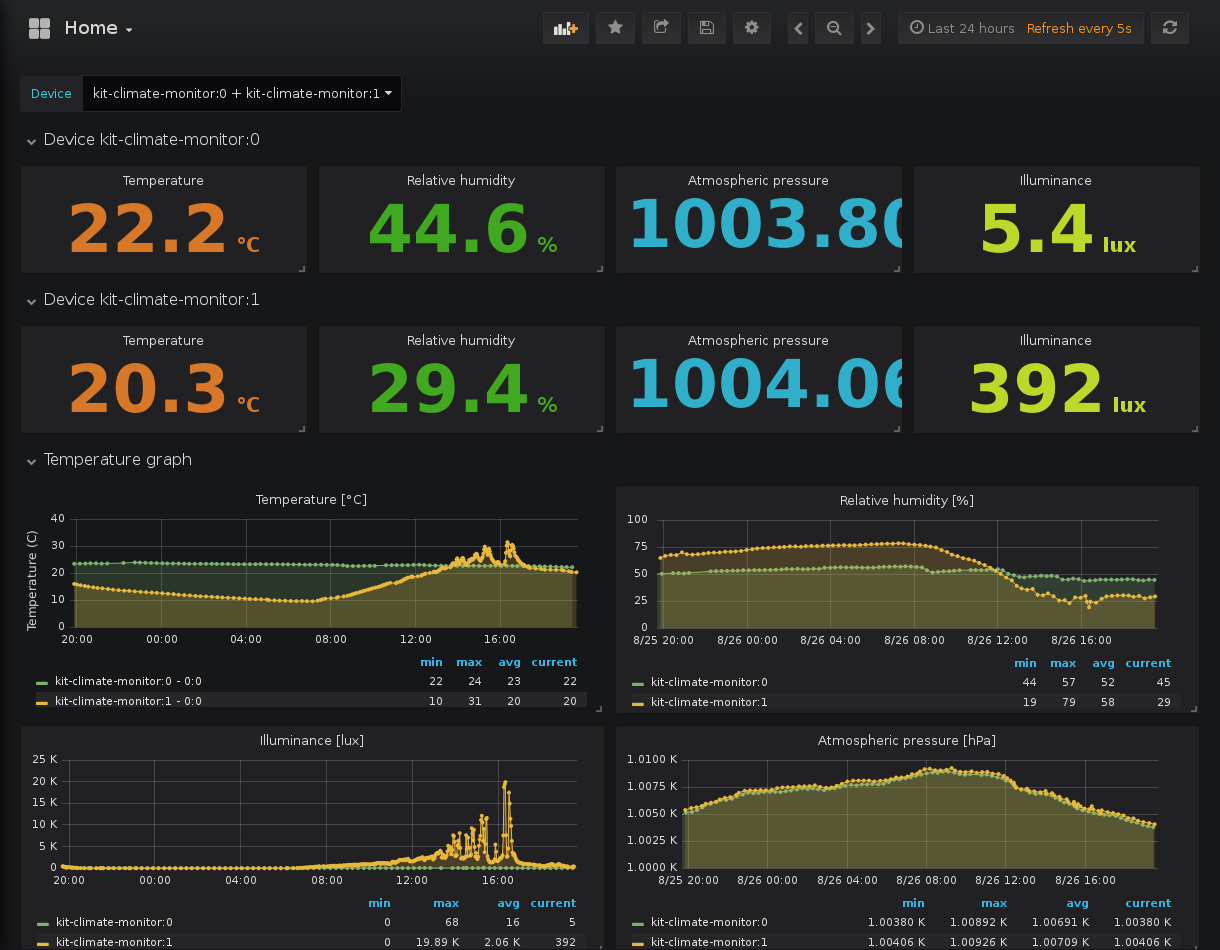 Home
Last 24 hours Refresh every 5s
Device kit-climate-monitor:0 + kit-climate-monitor:1
Device kit-climate-monitor:0
Temperature Relative humidity Atmospheric pressure Illuminance
22.2 °C 44.6 % 1003.80 5.4 lux
Device kit-climate-monitor:1
Temperature Relative humidity Atmospheric pressure Illuminance
20.3 °C 29.4 % 1004.06 392 lux
Temperature graph
Temperature [°C]
Temperature (C)
40
30
20
10
0
20:00 00:00 04:00 08:00 12:00 16:00
min max avg current
kit-climate-monitor:0 - 0:0 22 24 23 22
kit-climate-monitor:1 - 0:0 10 31 20 20
Relative humidity [%]
100
75
50
25
0
8/25 20:00 8/26 00:00 8/26 04:00 8/26 08:00 8/26 12:00 8/26 16:00
min max avg current
kit-climate-monitor:0 44 57 52 45
kit-climate-monitor:1 19 79 58 29
Illuminance [lux]
25 K
20 K
15 K
10 K
5 K
0
20:00 00:00 04:00 08:00 12:00 16:00
min max avg current
kit-climate-monitor:0 0 68 16 5
kit-climate-monitor:1 0 19.89 K 2.06 K 392
Atmospheric pressure [hPa]
1.0100 K
1.0075 K
1.0050 K
1.0025 K
1.0000 K
8/25 20:00 8/26 00:00 8/26 04:00 8/26 08:00 8/26 12:00 8/26 16:00
min max avg current
kit-climate-monitor:0 1.00380 K 1.00892 K 1.00691 K 1.00380 K
kit-climate-monitor:1 1.00406 K 1.00926 K 1.00709 K 1.00406 K